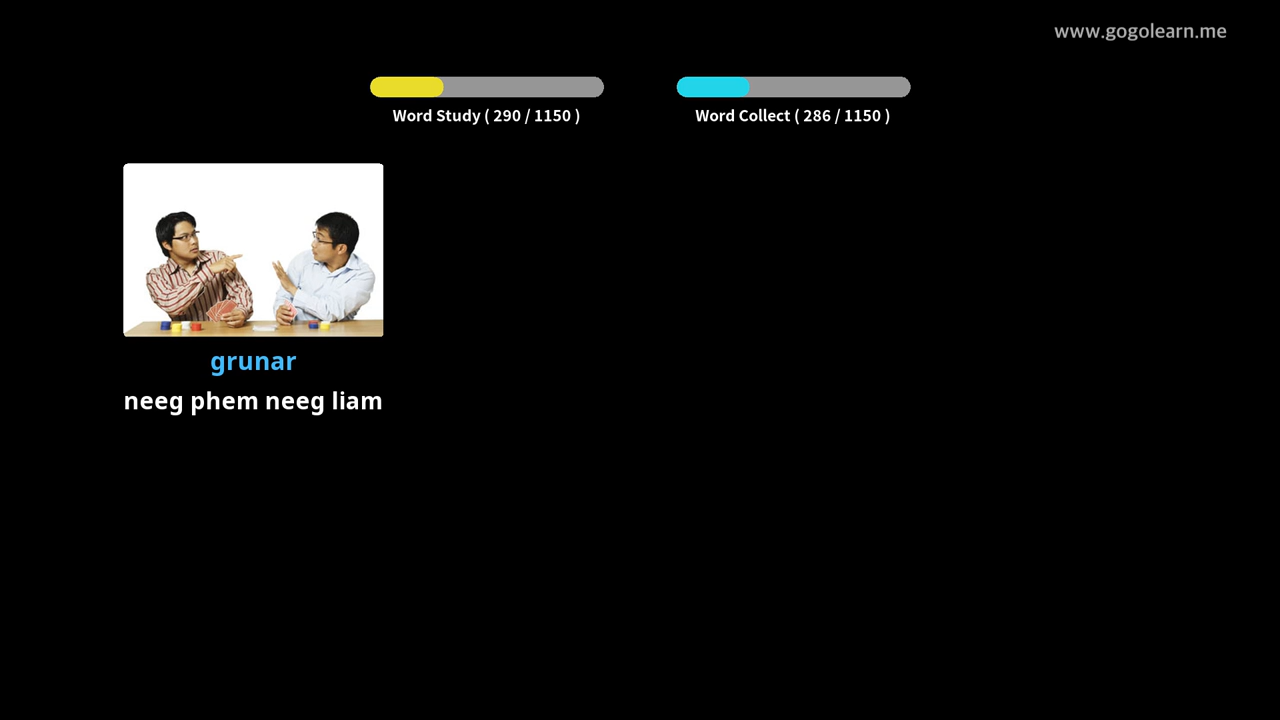 www.gogolearn.me
Word Study ( 290 / 1150 )
Word Collect ( 286 / 1150 )
grunar
neeg phem neeg liam